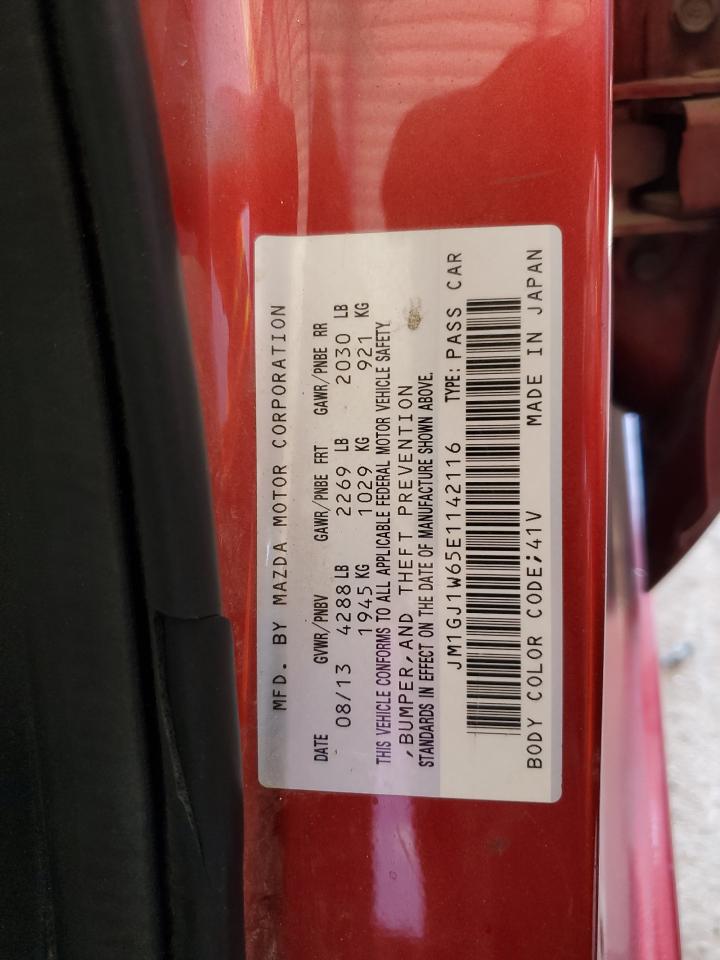 MFD. BY MAZDA MOTOR CORPORATION
DATE GVWR/PNBV GAWR/PNBE FRT GAWR/PNBE RR
08/13 4288 LB 2269 LB 2030 LB
1945 KG 1029 KG 921 KG
THIS VEHICLE CONFORMS TO ALL APPLICABLE FEDERAL MOTOR VEHICLE SAFETY
,BUMPER,AND THEFT PREVENTION
STANDARDS IN EFFECT ON THE DATE OF MANUFACTURE SHOWN ABOVE.
JM1GJ1W65E1142116 TYPE: PASS CAR
BODY COLOR CODE;41V MADE IN JAPAN